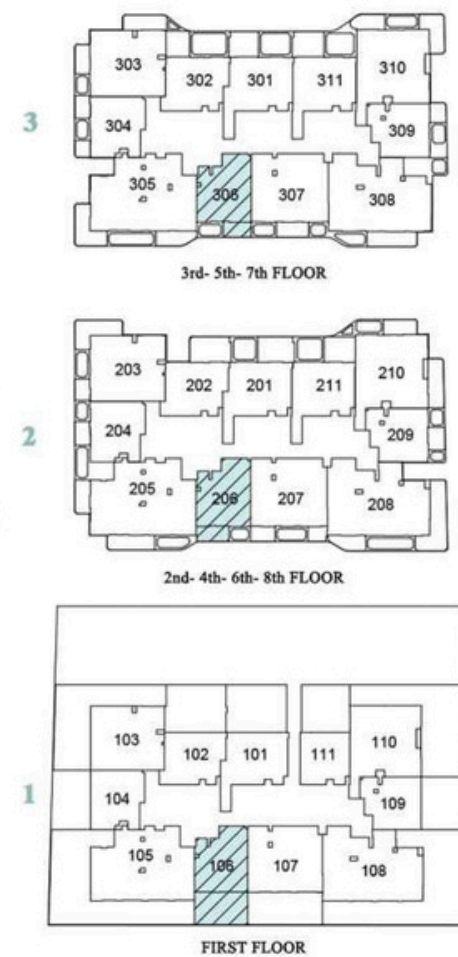 303 302 301 311 310
3
304 309
305 306 307 308
3rd- 5th- 7th FLOOR
203 202 201 211 210
2
204 209
205 206 207 208
2nd- 4th- 6th- 8th FLOOR
103 102 101 111 110
1
104 109
105 106 107 108
FIRST FLOOR